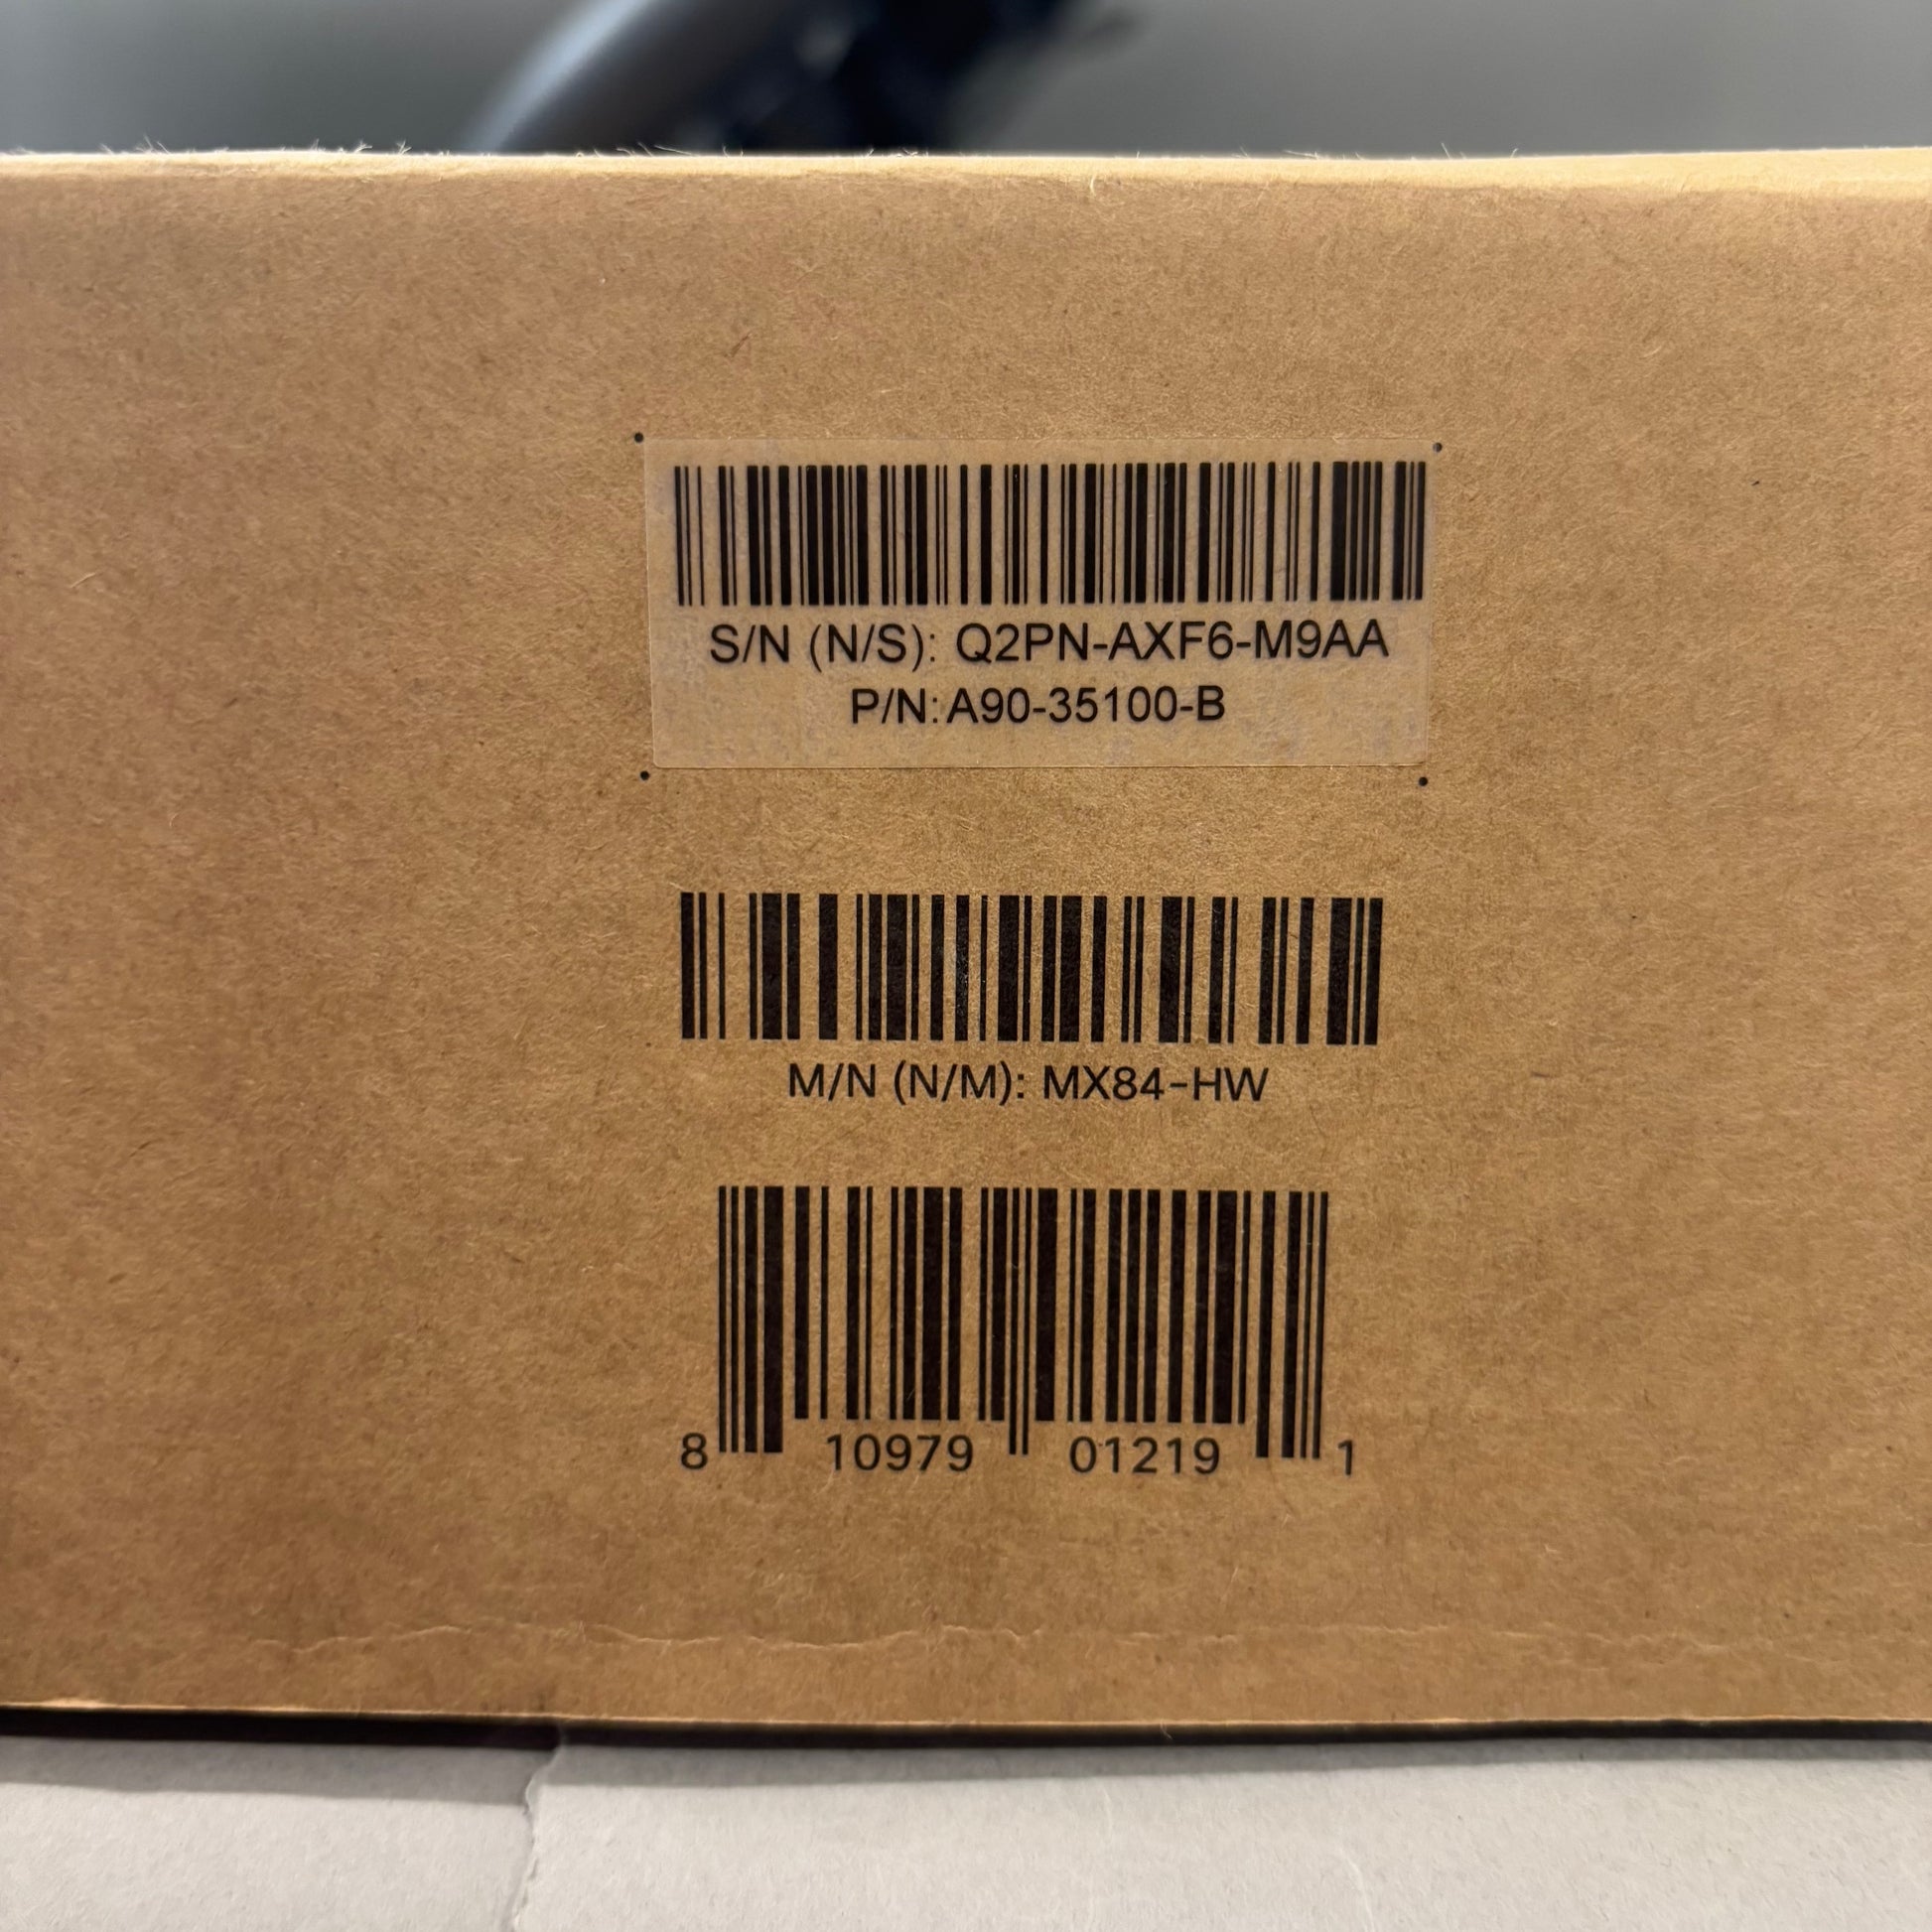 S/N (N/S): Q2PN-AXF6-M9AA
P/N: A90-35100-B
M/N (N/M): MX84-HW
8 10979 01219 1